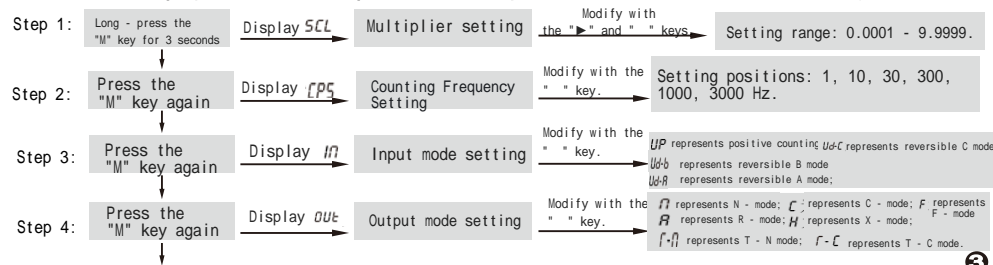 Step 1:
Long - press the
"M" key for 3 seconds
Display SCL
Multiplier setting
Modify with
the "▶" and " " keys
Setting range: 0.0001 - 9.9999.
Step 2:
Press the
"M" key again
Display CPS
Counting Frequency
Setting
Modify with the
" " key.
Setting positions: 1, 10, 30, 300,
1000, 3000 Hz.
Step 3:
Press the
"M" key again
Display In
Input mode setting
Modify with the
" " key.
UP represents positive counting Ud-C represents reversible C mode
Ud-b represents reversible B mode
Ud-A represents reversible A mode;
Step 4:
Press the
"M" key again
Display OUt
Output mode setting
Modify with the
" " key.
n represents N - mode; C represents C - mode; F represents
F - mode
A represents R - mode; H represents X - mode;
represents T - N mode; represents T - C mode.
3